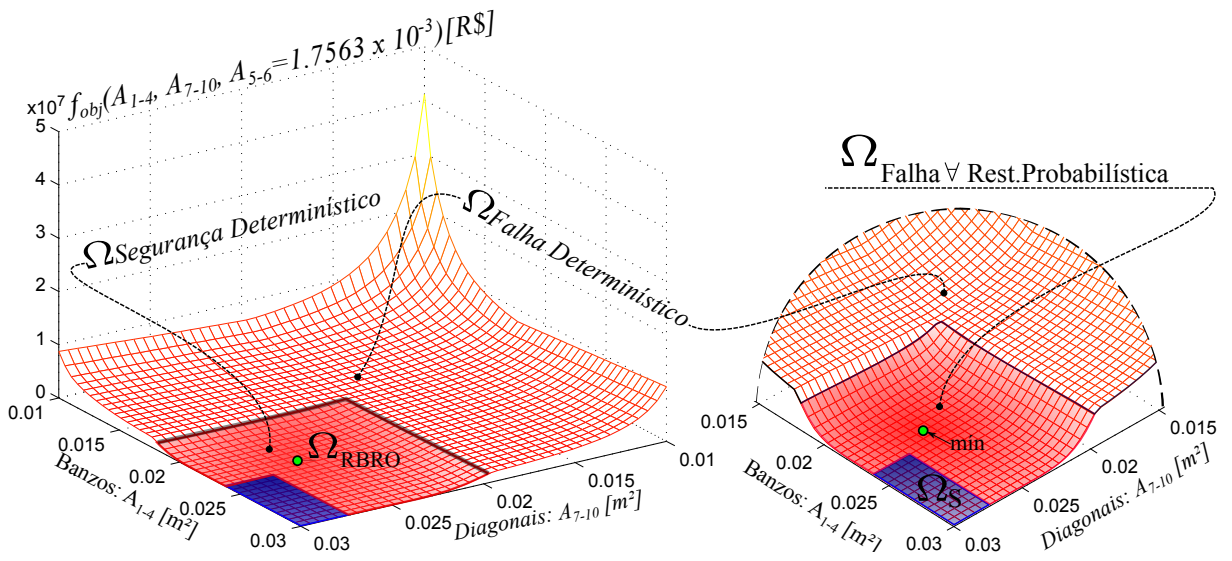 f_obj(A_1-4, A_7-10, A_5-6=1.7563 x 10^-3)[R$]
x10^7
5
4
3
2
1
0
Ω Segurança Determinístico
Ω Falha Determinístico
Ω RBRO
0.01
0.015
0.02
0.025
0.03
Banzos: A_1-4 [m²]
0.03
0.025
0.02
0.015
0.01
Diagonais: A_7-10 [m²]
Ω Falha ∀ Rest.Probabilística
min
Ω S
0.015
0.02
0.025
0.03
Banzos: A_1-4 [m²]
0.03
0.025
0.02
0.015
Diagonais: A_7-10 [m²]